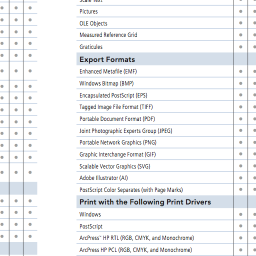 Scale Text
Pictures
OLE Objects
Measured Reference Grid
Graticules
Export Formats
Enhanced Metafile (EMF)
Windows Bitmap (BMP)
Encapsulated PostScript (EPS)
Tagged Image File Format (TIFF)
Portable Document Format (PDF)
Joint Photographic Experts Group (JPEG)
Portable Network Graphics (PNG)
Graphic Interchange Format (GIF)
Scalable Vector Graphics (SVG)
Adobe Illustrator (AI)
PostScript Color Separates (with Page Marks)
Print with the Following Print Drivers
Windows
PostScript
ArcPress™ HP RTL (RGB, CMYK, and Monochrome)
ArcPress HP PCL (RGB, CMYK, and Monochrome)